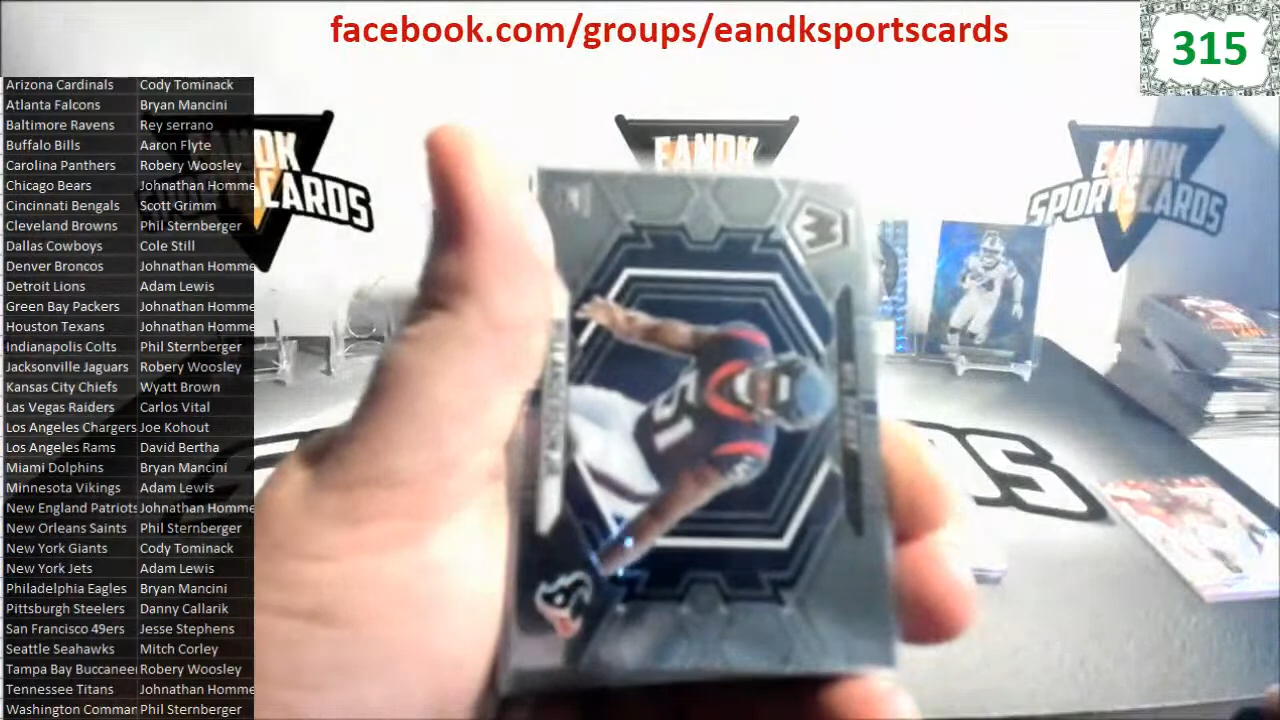 facebook.com/groups/eandksportscards
315
Arizona Cardinals Cody Tominack
Atlanta Falcons Bryan Mancini
Baltimore Ravens Rey serrano
Buffalo Bills Aaron Flyte
Carolina Panthers Robery Woosley
Chicago Bears Johnathan Homme
Cincinnati Bengals Scott Grimm
Cleveland Browns Phil Sternberger
Dallas Cowboys Cole Still
Denver Broncos Johnathan Homme
Detroit Lions Adam Lewis
Green Bay Packers Johnathan Homme
Houston Texans Johnathan Homme
Indianapolis Colts Phil Sternberger
Jacksonville Jaguars Robery Woosley
Kansas City Chiefs Wyatt Brown
Las Vegas Raiders Carlos Vital
Los Angeles Chargers Joe Kohout
Los Angeles Rams David Bertha
Miami Dolphins Bryan Mancini
Minnesota Vikings Adam Lewis
New England Patriots Johnathan Homme
New Orleans Saints Phil Sternberger
New York Giants Cody Tominack
New York Jets Adam Lewis
Philadelphia Eagles Bryan Mancini
Pittsburgh Steelers Danny Callarik
San Francisco 49ers Jesse Stephens
Seattle Seahawks Mitch Corley
Tampa Bay Buccanee Robery Woosley
Tennessee Titans Johnathan Homme
Washington Comman Phil Sternberger
EANDK
EANDK
SPORTSCARDS
51